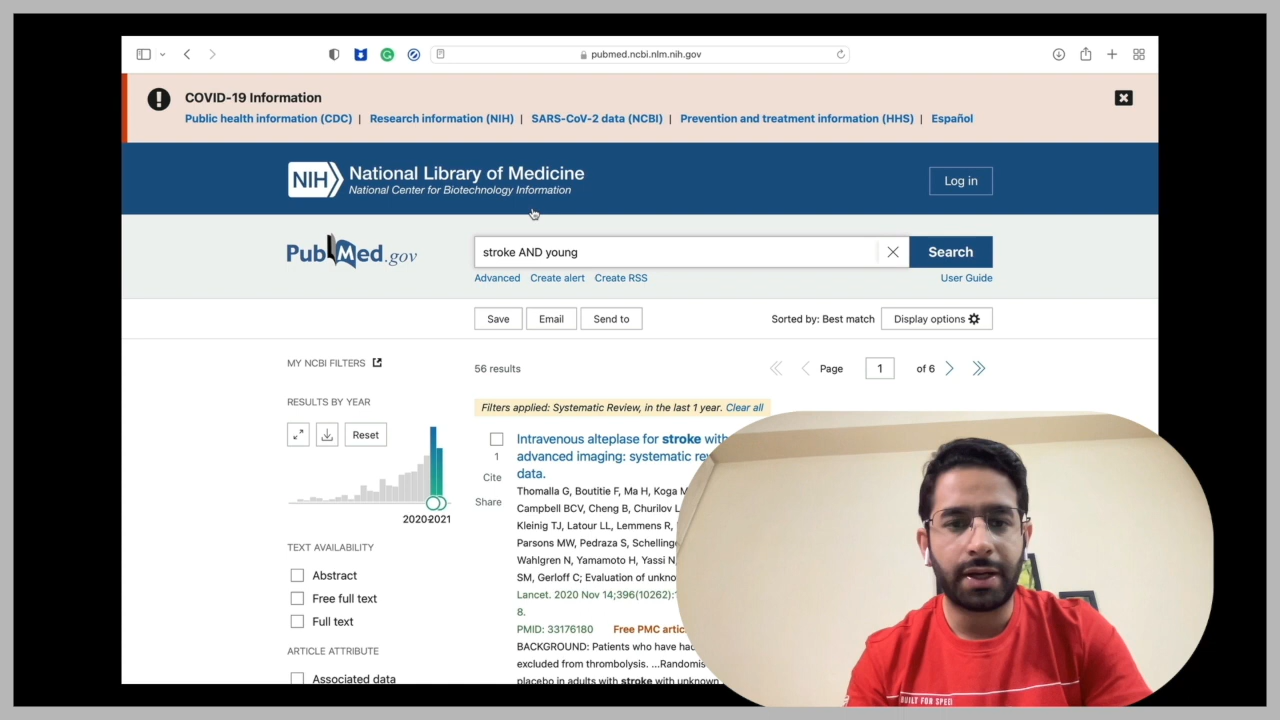 pubmed.ncbi.nlm.nih.gov
COVID-19 Information
Public health information (CDC) | Research information (NIH) | SARS-CoV-2 data (NCBI) | Prevention and treatment information (HHS) | Español
NIH National Library of Medicine
National Center for Biotechnology Information
Log in
PubMed.gov
stroke AND young
Search
Advanced Create alert Create RSS
User Guide
Save Email Send to
Sorted by: Best match Display options
MY NCBI FILTERS
56 results
Page 1 of 6
RESULTS BY YEAR
Filters applied: Systematic Review, in the last 1 year. Clear all
Reset
2020 2021
1
Cite
Share
Intravenous alteplase for stroke with
advanced imaging: systematic
data.
Thomalla G, Boutitie F, Ma H, Koga
Campbell BCV, Cheng B, Churilov
Kleinig TJ, Latour LL, Lemmens R,
Parsons MW, Pedraza S,
Wahlgren N, Yamamoto H, Yassi
SM, Gerloff C; Evaluation of
Lancet. 2020 Nov 14;396(10262):
8.
PMID: 33176180 Free PMC
BACKGROUND: Patients who have
excluded from thrombolysis. ...
placebo in adults with stroke with unknown
TEXT AVAILABILITY
Abstract
Free full text
Full text
ARTICLE ATTRIBUTE
Associated data
BUILT FOR